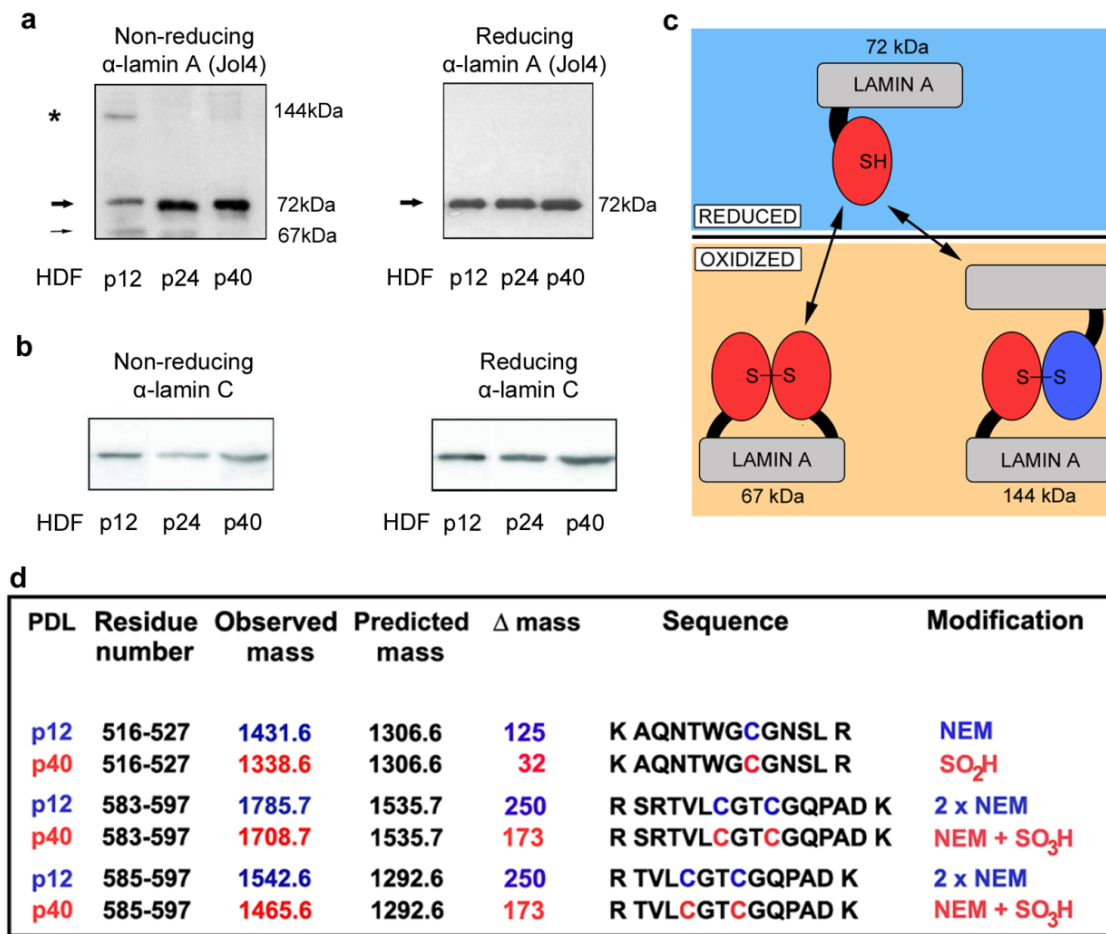 a
Non-reducing
α-lamin A (Jol4)
*
144kDa
72kDa
67kDa
HDF p12 p24 p40
Reducing
α-lamin A (Jol4)
72kDa
HDF p12 p24 p40
b
Non-reducing
α-lamin C
HDF p12 p24 p40
Reducing
α-lamin C
HDF p12 p24 p40
c
72 kDa
LAMIN A
SH
REDUCED
OXIDIZED
S–S
LAMIN A
67 kDa
S–S
LAMIN A
144 kDa
d
PDL Residue number Observed mass Predicted mass Δ mass Sequence Modification
p12 516-527 1431.6 1306.6 125 K AQNTWGCGNSL R NEM
p40 516-527 1338.6 1306.6 32 K AQNTWGCGNSL R SO2H
p12 583-597 1785.7 1535.7 250 R SRTVLCGTCGQPAD K 2 x NEM
p40 583-597 1708.7 1535.7 173 R SRTVLCGTCGQPAD K NEM + SO3H
p12 585-597 1542.6 1292.6 250 R TVLCGTCGQPAD K 2 x NEM
p40 585-597 1465.6 1292.6 173 R TVLCGTCGQPAD K NEM + SO3H